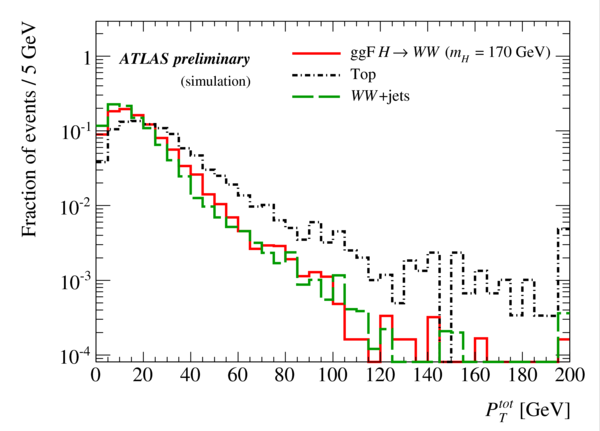 Fraction of events / 5 GeV
1
10⁻¹
10⁻²
10⁻³
10⁻⁴
ATLAS preliminary
(simulation)
ggF H → WW (m_H = 170 GeV)
Top
WW+jets
0 20 40 60 80 100 120 140 160 180 200
P_T^tot [GeV]